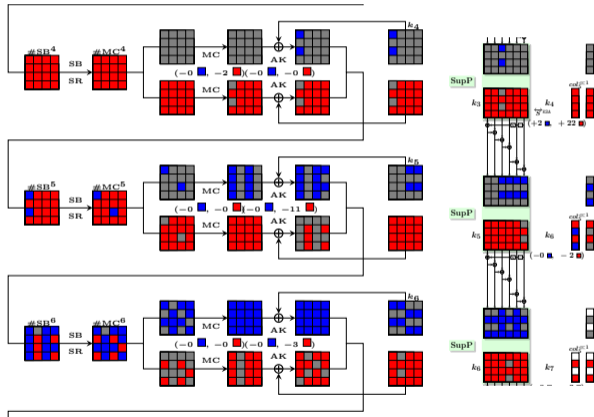 k4
#SB4
#MC4
SB
SR
MC
AK
(−0 , −2 )(−0 , −0 )
MC
AK
k5
#SB5
#MC5
SB
SR
MC
AK
(−0 , −0 )(−0 , −11 )
MC
AK
k6
#SB6
#MC6
SB
SR
MC
AK
(−0 , −0 )(−0 , −3 )
MC
AK
SupP
k3
k4
(+2 , +22 )
SupP
k5
k6
(−0 , −2 )
SupP
k6
k7